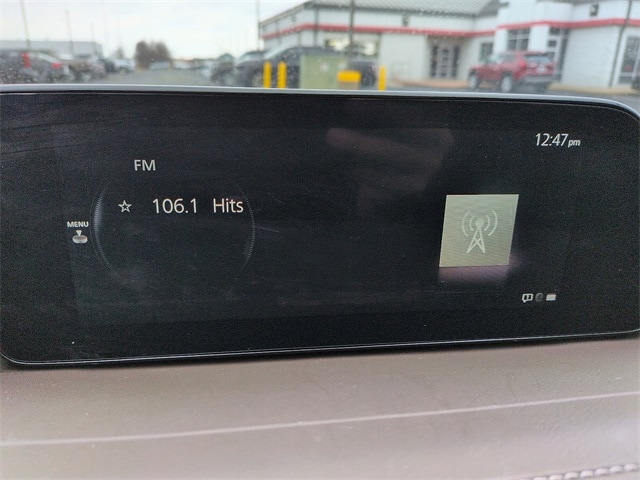 12:47pm
FM
☆ 106.1 Hits
MENU